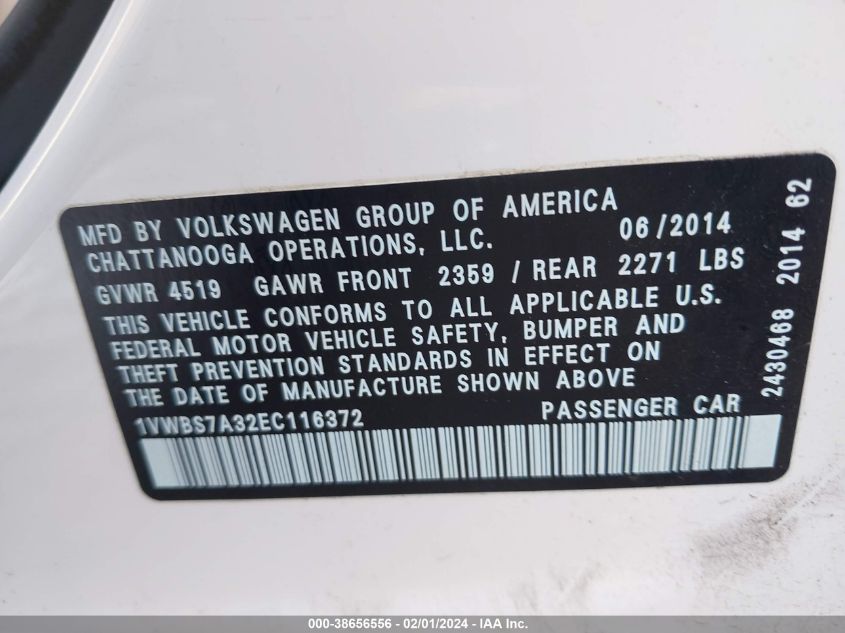 MFD BY VOLKSWAGEN GROUP OF AMERICA
CHATTANOOGA OPERATIONS, LLC. 06/2014
GVWR 4519 GAWR FRONT 2359 / REAR 2271 LBS
THIS VEHICLE CONFORMS TO ALL APPLICABLE U.S.
FEDERAL MOTOR VEHICLE SAFETY, BUMPER AND
THEFT PREVENTION STANDARDS IN EFFECT ON
THE DATE OF MANUFACTURE SHOWN ABOVE
1VWBS7A32EC116372 PASSENGER CAR
2430468 2014 62
000-38656556 - 02/01/2024 - IAA Inc.